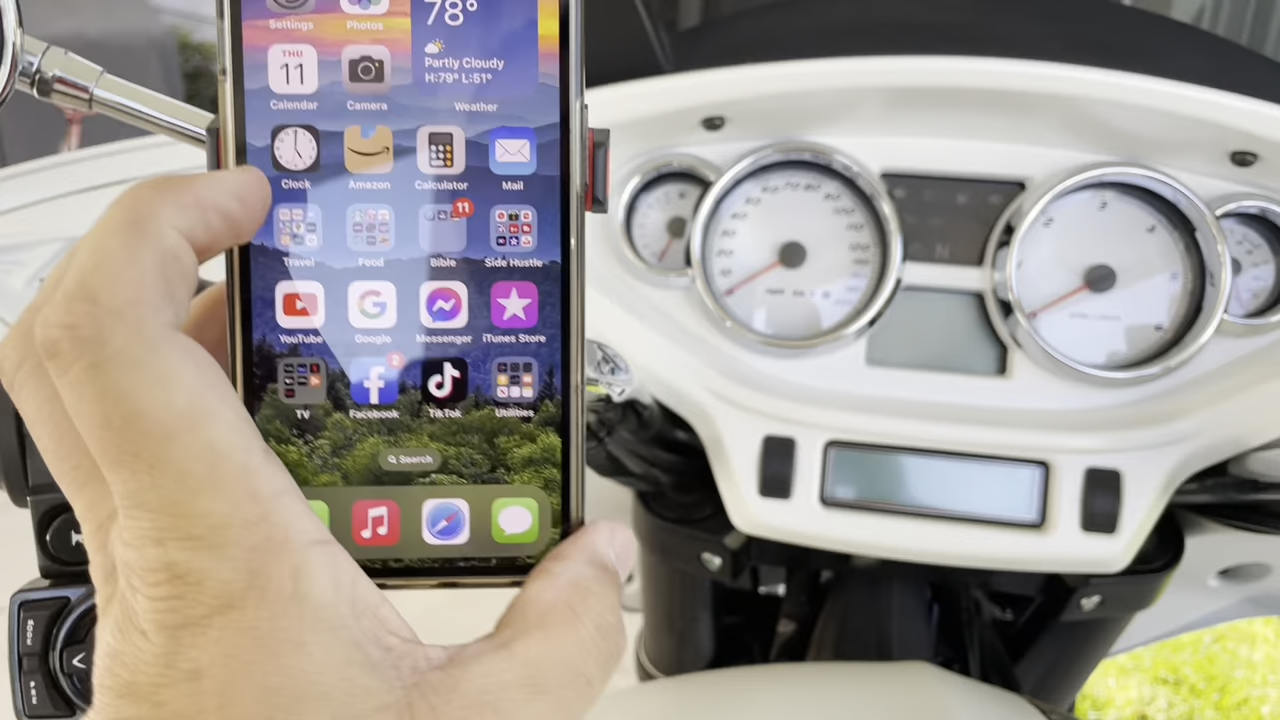 Settings
Photos
78°
Partly Cloudy
H:79° L:51°
Weather
THU
11
Calendar
Camera
Clock
Amazon
Calculator
Mail
11
Travel
Food
Bible
Side Hustle
YouTube
Google
Messenger
iTunes Store
2
TV
Facebook
TikTok
Utilities
Search
N